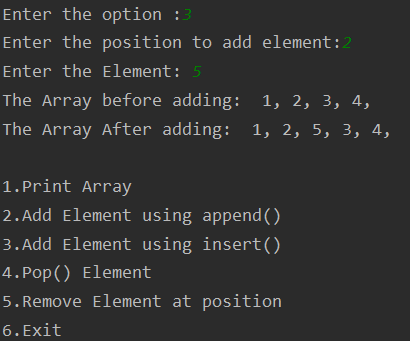 Enter the option :3
Enter the position to add element:2
Enter the Element: 5
The Array before adding:  1, 2, 3, 4,
The Array After adding:  1, 2, 5, 3, 4,
1.Print Array
2.Add Element using append()
3.Add Element using insert()
4.Pop() Element
5.Remove Element at position
6.Exit